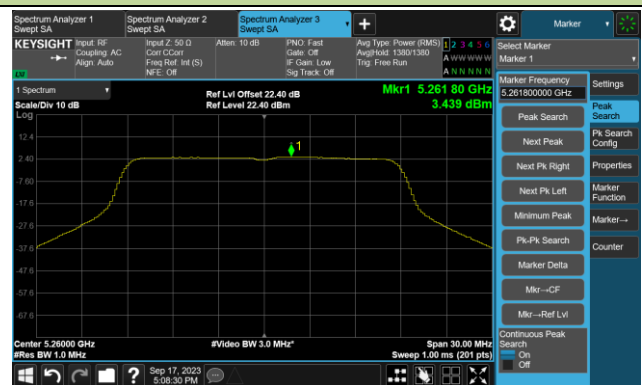 Spectrum Analyzer 1
Swept SA
Spectrum Analyzer 2
Swept SA
Spectrum Analyzer 3
Swept SA
Marker
KEYSIGHT
Input: RF
Coupling: AC
Align: Auto
Input Z: 50 Ω
Corr CCorr
Freq Ref: Int (S)
NFE: Off
Atten: 10 dB
PNO: Fast
Gate: Off
IF Gain: Low
Sig Track: Off
Avg Type: Power (RMS)
Avg|Hold: 1380/1380
Trig: Free Run
1 2 3 4 5 6
A W W W W W
A N N N N N
LW
Select Marker
Marker 1
1 Spectrum
Scale/Div 10 dB
Log
Ref Lvl Offset 22.40 dB
Ref Level 22.40 dBm
Mkr1 5.261 80 GHz
3.439 dBm
12.4
2.40
-7.60
-17.6
-27.6
-37.6
-47.6
-57.6
-67.6
1
Center 5.26000 GHz
#Res BW 1.0 MHz
#Video BW 3.0 MHz*
Span 30.00 MHz
Sweep 1.00 ms (201 pts)
Marker Frequency
5.261800000 GHz
Peak Search
Next Peak
Next Pk Right
Next Pk Left
Minimum Peak
Pk-Pk Search
Marker Delta
Mkr→CF
Mkr→Ref Lvl
Continuous Peak
Search
On
Off
Settings
Peak
Search
Pk Search
Config
Properties
Marker
Function
Marker→
Counter
Sep 17, 2023
5:08:30 PM